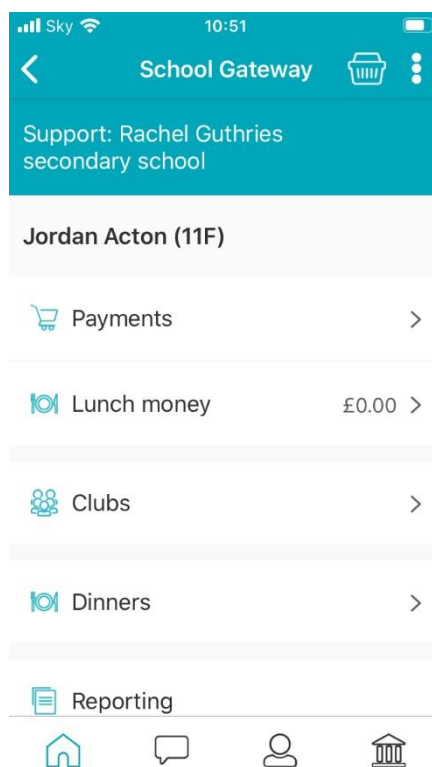 Sky 10:51
School Gateway
Support: Rachel Guthries
secondary school
Jordan Acton (11F)
Payments
Lunch money £0.00
Clubs
Dinners
Reporting